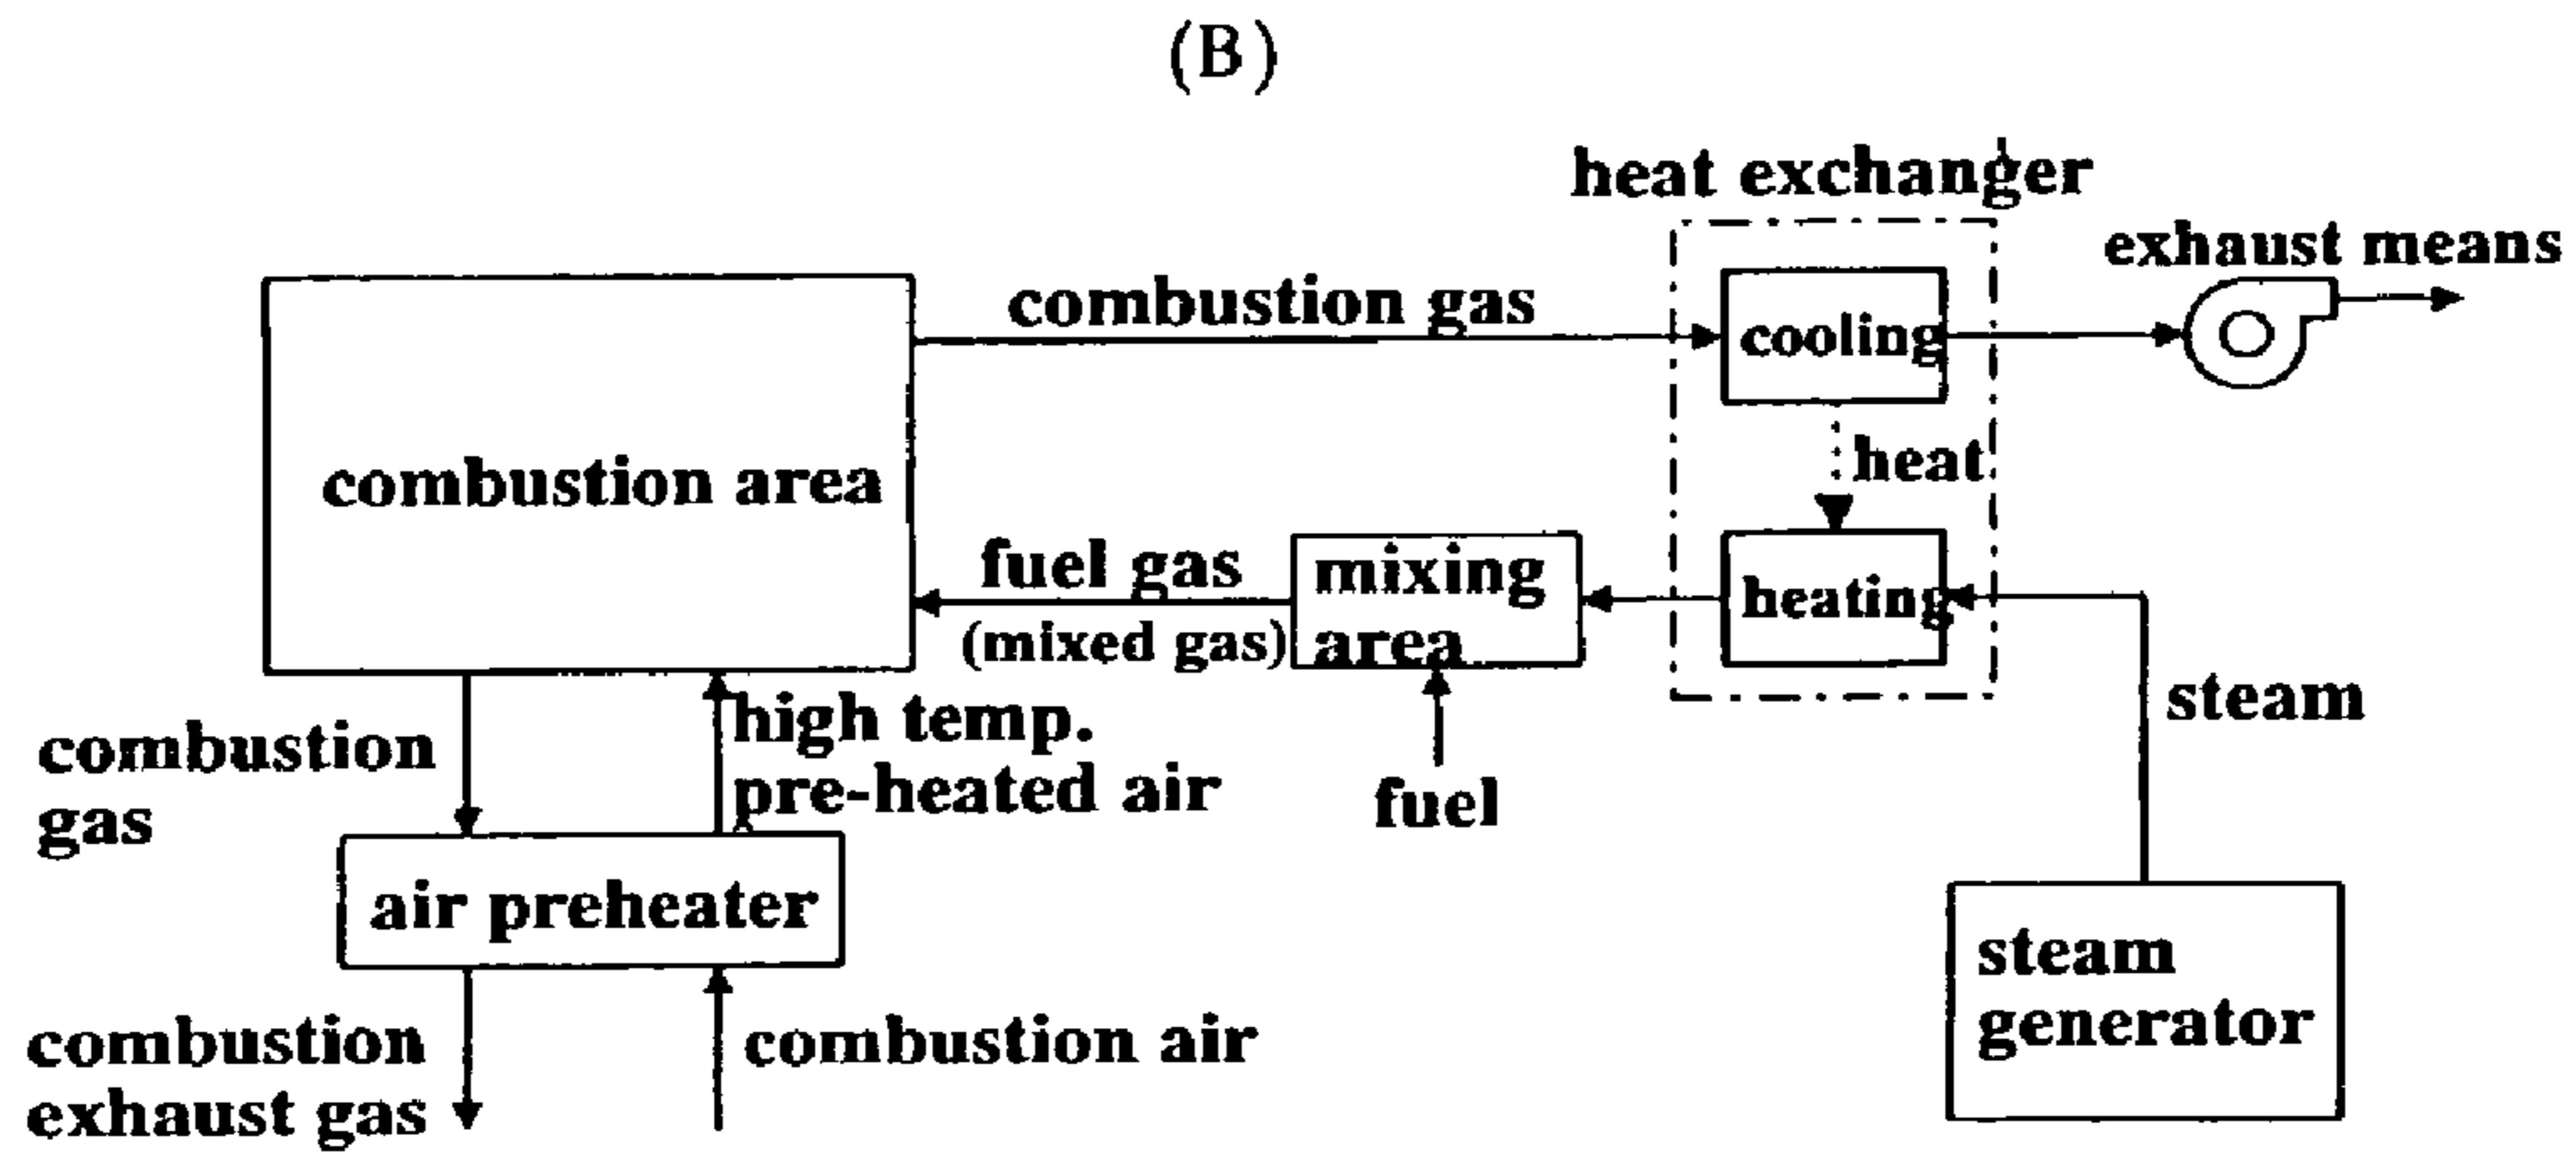 (B)
heat exchanger
exhaust means
combustion gas
cooling
heat
combustion area
fuel gas
(mixed gas)
mixing
area
heating
fuel
steam
combustion
gas
high temp.
pre-heated air
air preheater
steam
generator
combustion
exhaust gas
combustion air